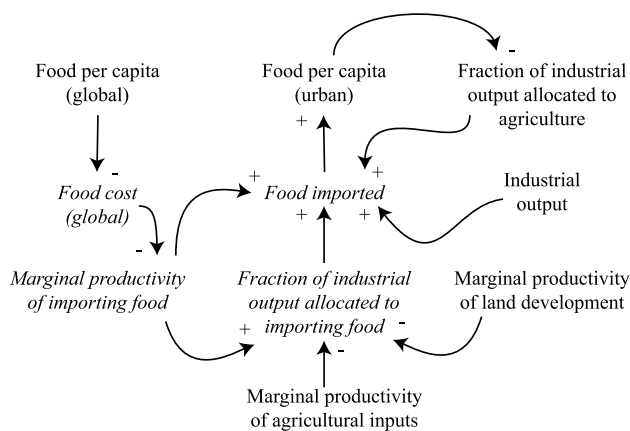 Food per capita
(global)
Food per capita
(urban)
-
Fraction of industrial
output allocated to
agriculture
+
-
Food cost
(global)
+
Food imported
+
+
+
Industrial
output
-
Marginal productivity
of importing food
Fraction of industrial
output allocated to
importing food
Marginal productivity
of land development
+
-
-
Marginal productivity
of agricultural inputs